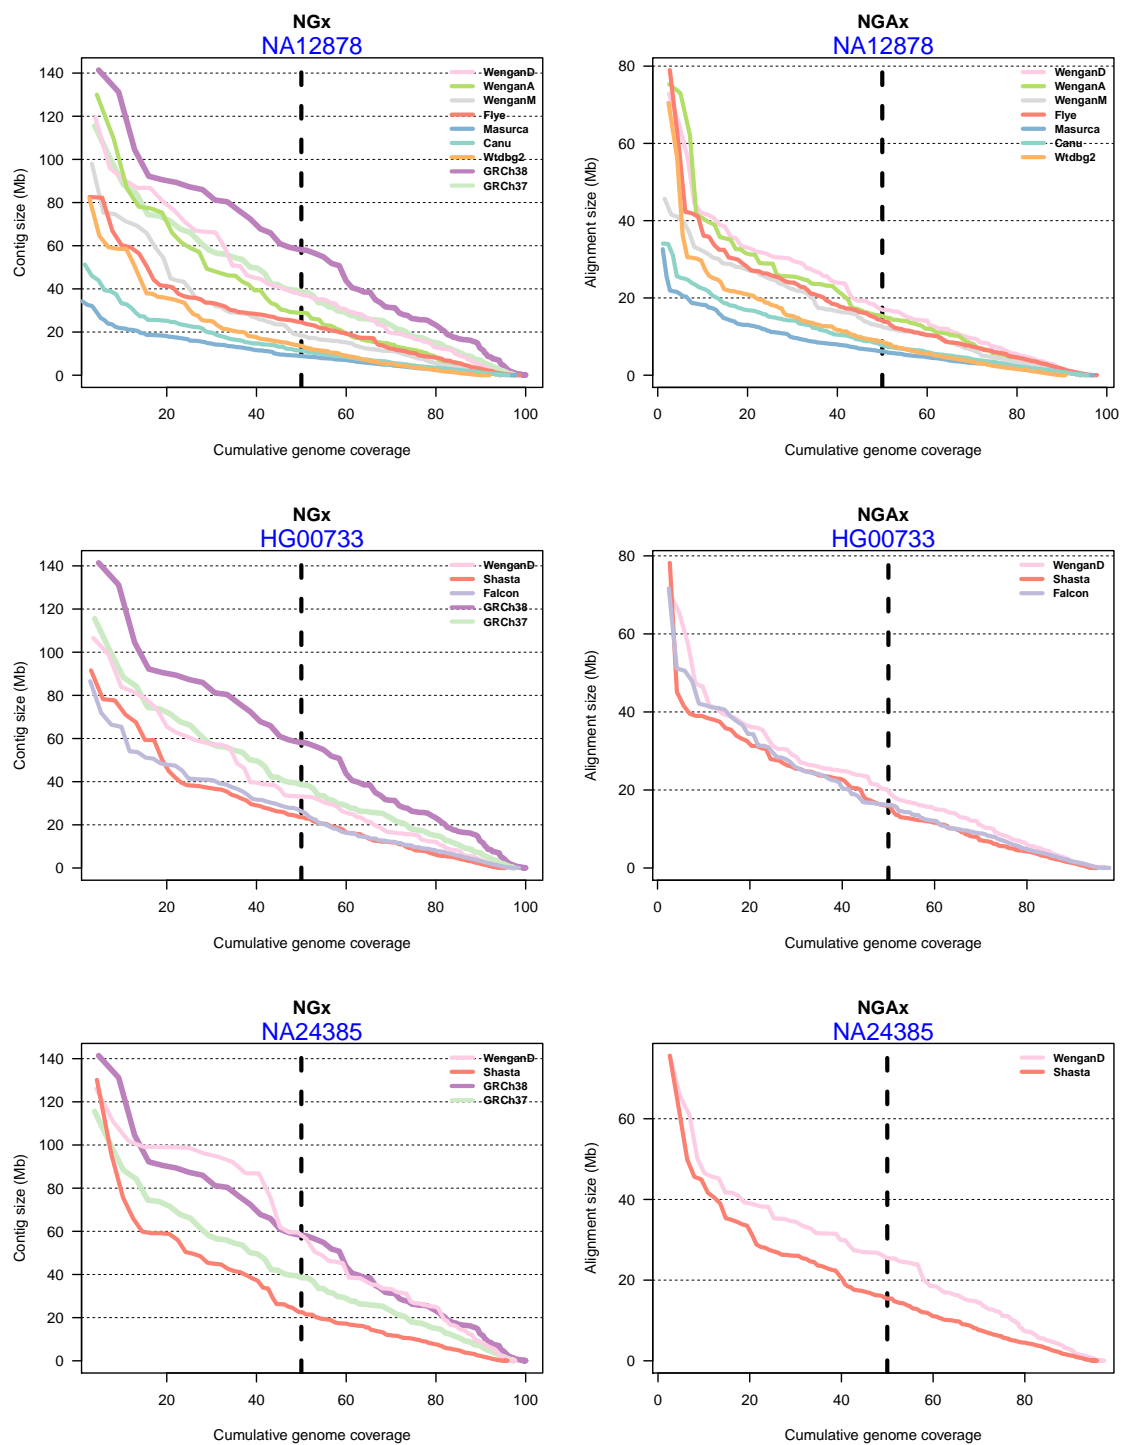 NGx
NA12878
Contig size (Mb)
140
120
100
80
60
40
20
0
WenganD
WenganA
WenganM
Flye
Masurca
Canu
Wtdbg2
GRCh38
GRCh37
20 40 60 80 100
Cumulative genome coverage
NGAx
NA12878
Alignment size (Mb)
80
60
40
20
0
WenganD
WenganA
WenganM
Flye
Masurca
Canu
Wtdbg2
0 20 40 60 80 100
Cumulative genome coverage
NGx
HG00733
Contig size (Mb)
140
120
100
80
60
40
20
0
WenganD
Shasta
Falcon
GRCh38
GRCh37
20 40 60 80 100
Cumulative genome coverage
NGAx
HG00733
Alignment size (Mb)
80
60
40
20
0
WenganD
Shasta
Falcon
0 20 40 60 80
Cumulative genome coverage
NGx
NA24385
Contig size (Mb)
140
120
100
80
60
40
20
0
WenganD
Shasta
GRCh38
GRCh37
20 40 60 80 100
Cumulative genome coverage
NGAx
NA24385
Alignment size (Mb)
60
40
20
0
WenganD
Shasta
0 20 40 60 80
Cumulative genome coverage